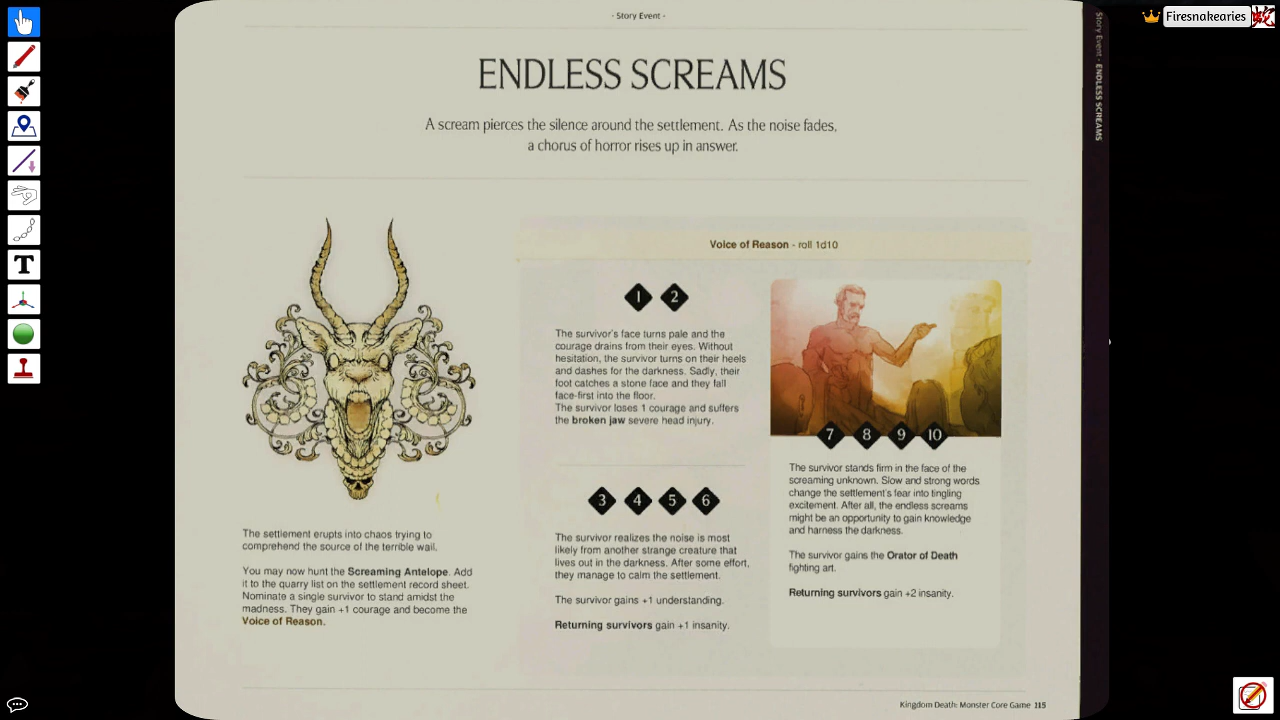 - Story Event -
ENDLESS SCREAMS
A scream pierces the silence around the settlement. As the noise fades,
a chorus of horror rises up in answer.
The settlement erupts into chaos trying to
comprehend the source of the terrible wail.
You may now hunt the Screaming Antelope. Add
it to the quarry list on the settlement record sheet.
Nominate a single survivor to stand amidst the
madness. They gain +1 courage and become the
Voice of Reason.
Voice of Reason - roll 1d10
1 2
The survivor's face turns pale and the
courage drains from their eyes. Without
hesitation, the survivor turns on their heels
and dashes for the darkness. Sadly, their
foot catches a stone face and they fall
face-first into the floor.
The survivor loses 1 courage and suffers
the broken jaw severe head injury.
3 4 5 6
The survivor realizes the noise is most
likely from another strange creature that
lives out in the darkness. After some effort,
they manage to calm the settlement.
The survivor gains +1 understanding.
Returning survivors gain +1 insanity.
7 8 9 10
The survivor stands firm in the face of the
screaming unknown. Slow and strong words
change the settlement's fear into tingling
excitement. After all, the endless screams
might be an opportunity to gain knowledge
and harness the darkness.
The survivor gains the Orator of Death
fighting art.
Returning survivors gain +2 insanity.
Kingdom Death: Monster Core Game 115
Story Event - ENDLESS SCREAMS
Firesnakearies
蛇
T